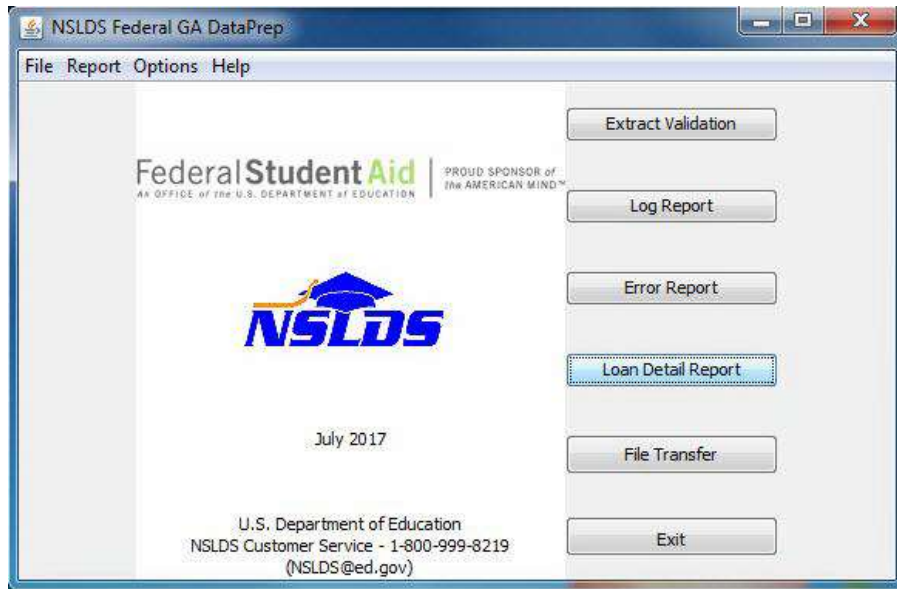 NSLDS Federal GA DataPrep
File Report Options Help
Extract Validation
Federal Student Aid
An OFFICE of the U.S. DEPARTMENT of EDUCATION
PROUD SPONSOR of
the AMERICAN MIND™
Log Report
Error Report
NSLDS
Loan Detail Report
July 2017
File Transfer
U.S. Department of Education
NSLDS Customer Service - 1-800-999-8219
(NSLDS@ed.gov)
Exit